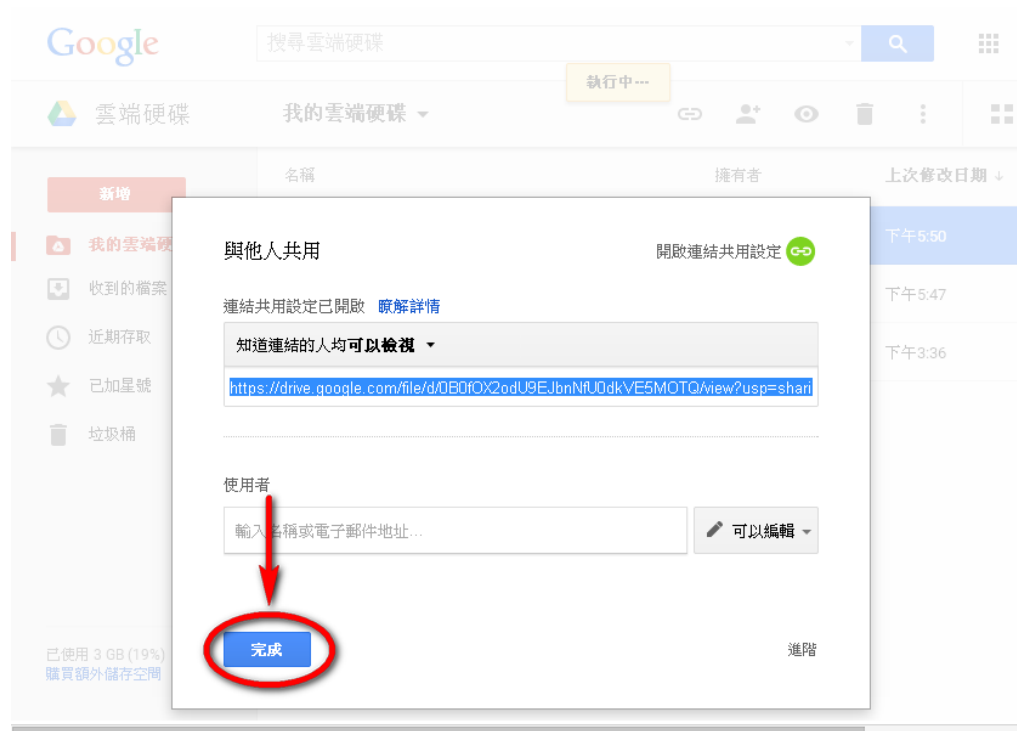 Google
搜尋雲端硬碟
執行中…
雲端硬碟
我的雲端硬碟
名稱
擁有者
上次修改日期 ↓
新增
我的雲端硬
收到的檔案
近期存取
已加星號
垃圾桶
下午5:50
下午5:47
下午3:36
與他人共用
開啟連結共用設定
連結共用設定已開啟 瞭解詳情
知道連結的人均可以檢視
https://drive.google.com/file/d/0B0fOX2odU9EJbnNfU0dkVE5MOTQ/view?usp=shari
使用者
輸入名稱或電子郵件地址...
可以編輯
完成
進階
已使用 3 GB (19%)
購買額外儲存空間